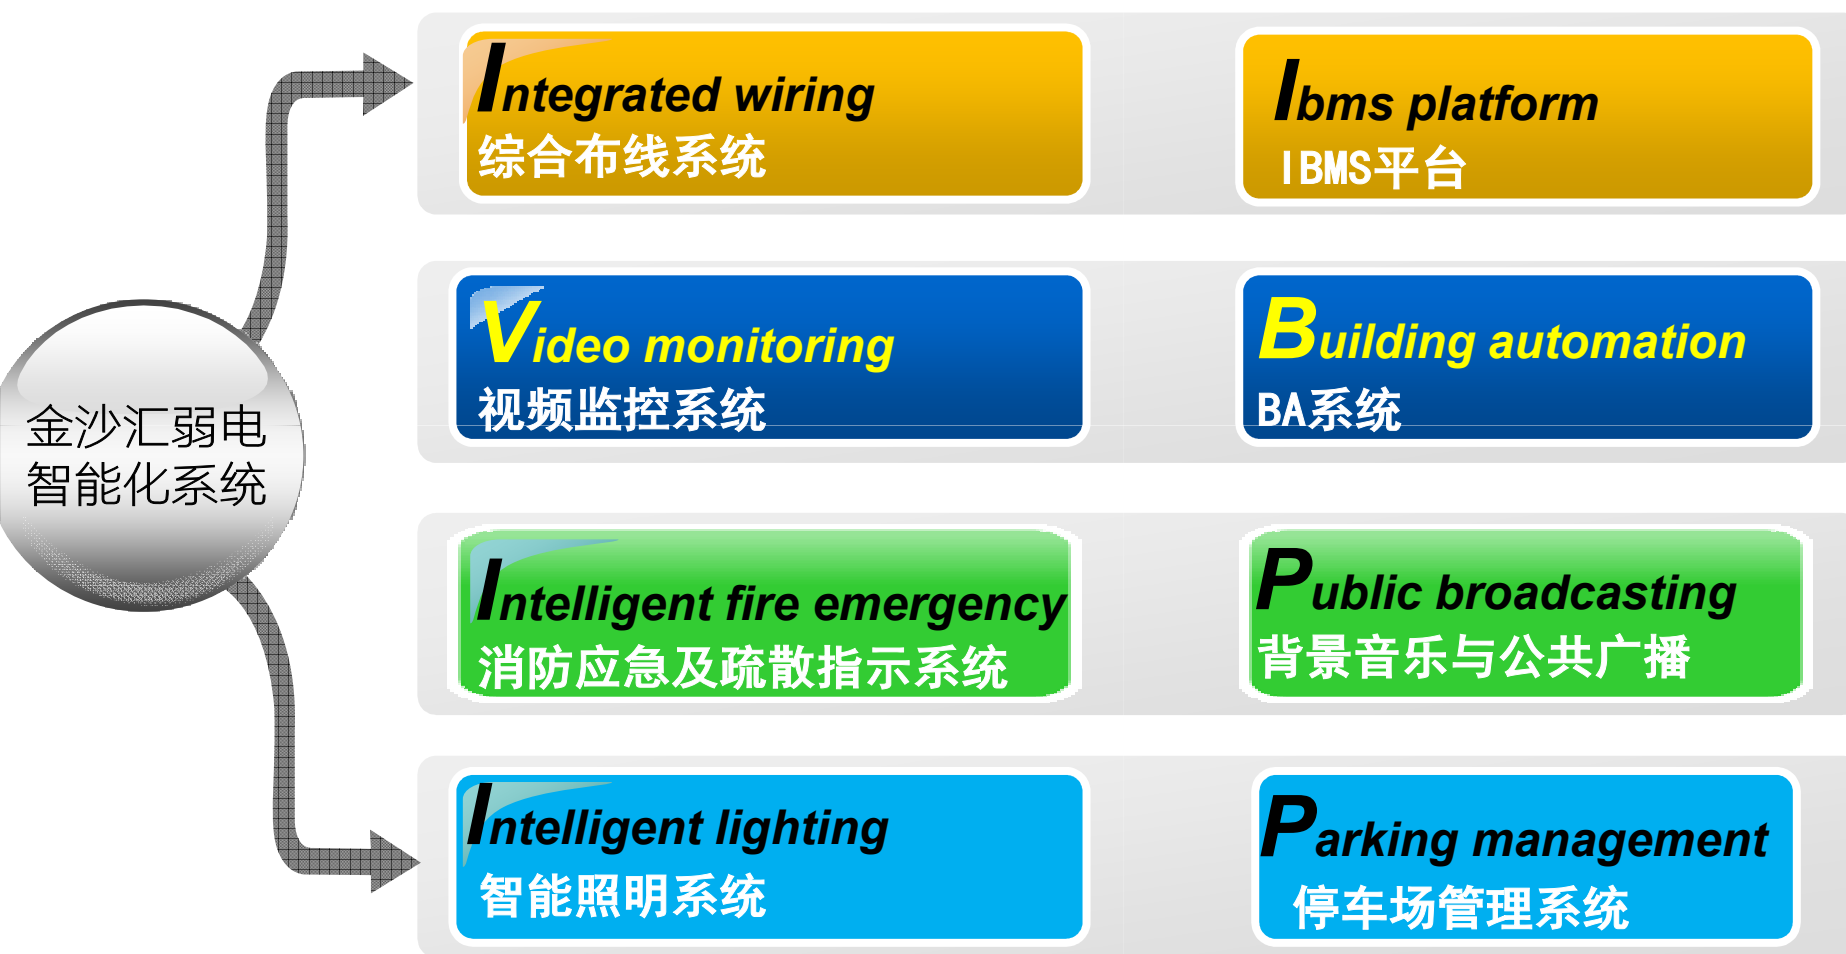 金沙汇弱电
智能化系统
Integrated wiring
综合布线系统
Ibms platform
IBMS平台
Video monitoring
视频监控系统
Building automation
BA系统
Intelligent fire emergency
消防应急及疏散指示系统
Public broadcasting
背景音乐与公共广播
Intelligent lighting
智能照明系统
Parking management
停车场管理系统